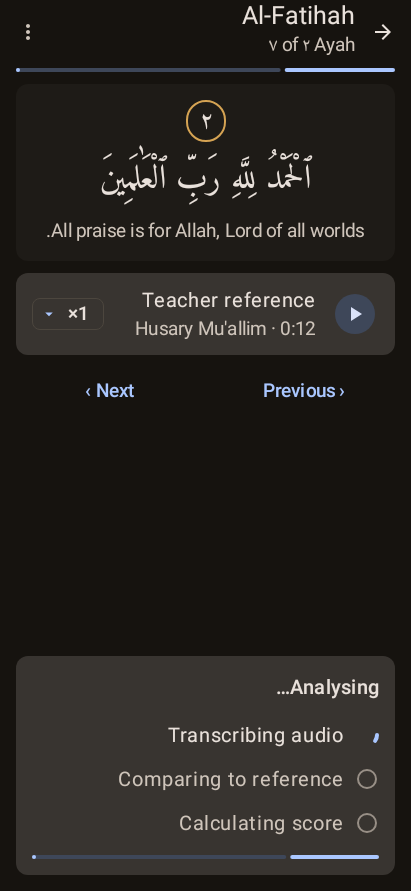 Al-Fatihah
٧ of ٢ Ayah
٢
ٱلْحَمْدُ لِلَّهِ رَبِّ ٱلْعَٰلَمِينَ
.All praise is for Allah, Lord of all worlds
Teacher reference
×1
Husary Mu'allim · 0:12
‹ Next
Previous ›
...Analysing
Transcribing audio
Comparing to reference
Calculating score